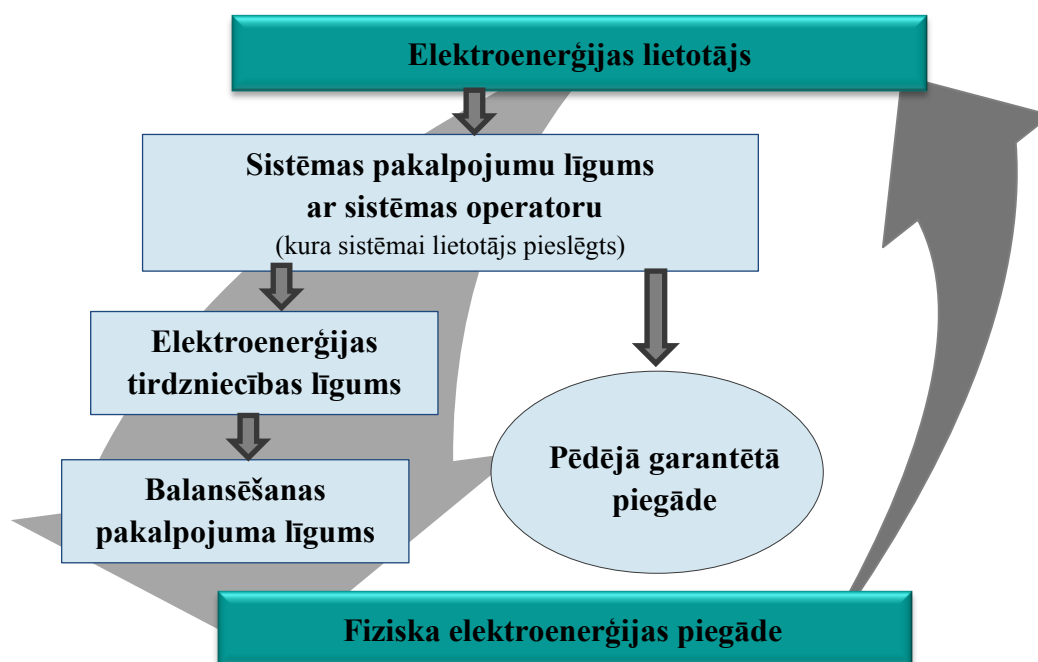 Elektroenerģijas lietotājs
Sistēmas pakalpojumu līgums
ar sistēmas operatoru
(kura sistēmai lietotājs pieslēgts)
Elektroenerģijas
tirdzniecības līgums
Balansēšanas
pakalpojuma līgums
Pēdējā garantētā
piegāde
Fiziska elektroenerģijas piegāde